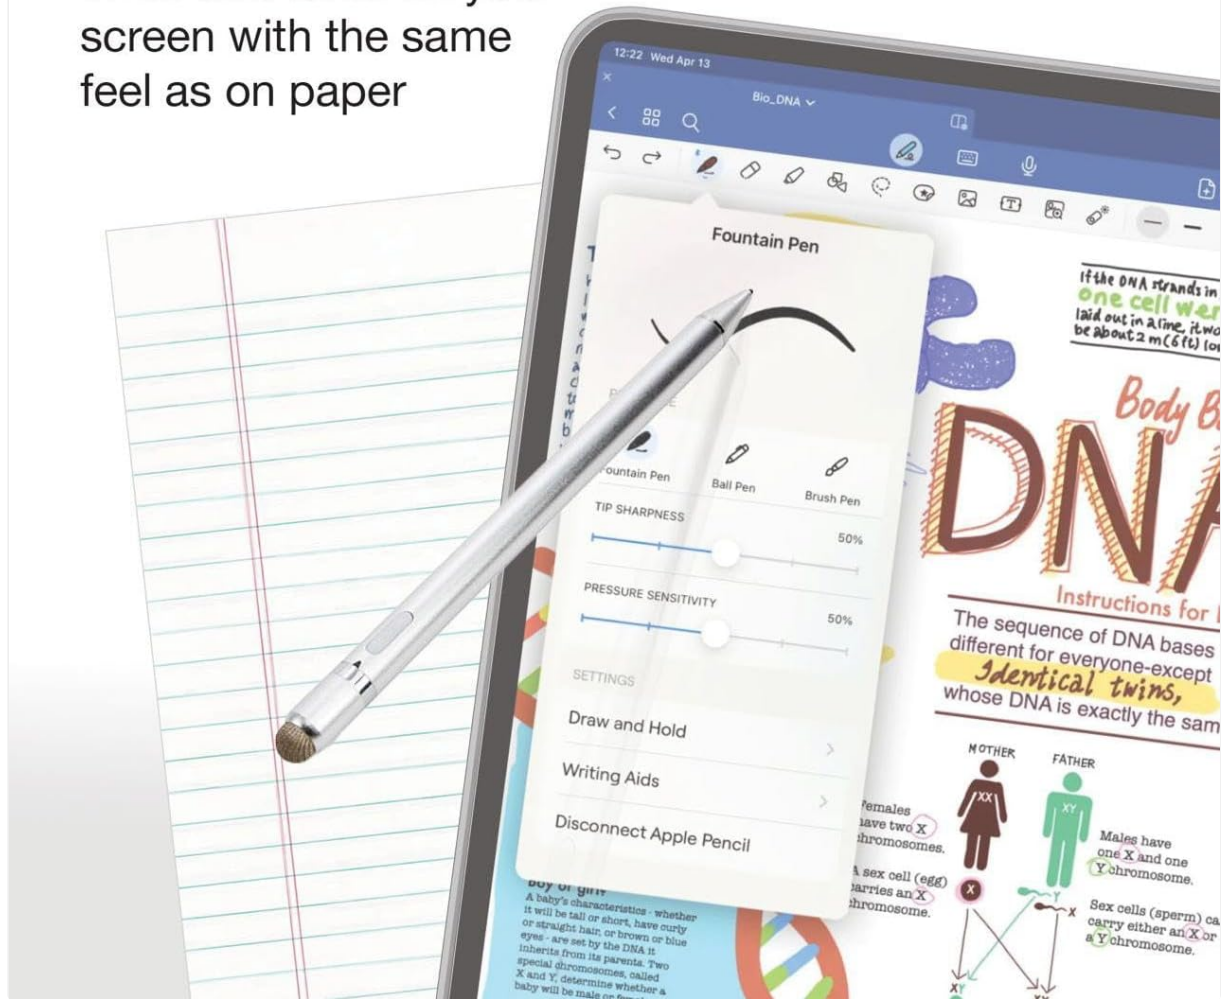 screen with the same
feel as on paper
12:22 Wed Apr 13
Bio_DNA
Fountain Pen
Fountain Pen
Ball Pen
Brush Pen
TIP SHARPNESS
50%
PRESSURE SENSITIVITY
50%
SETTINGS
Draw and Hold
Writing Aids
Disconnect Apple Pencil
If the DNA strands in
one cell wer
laid out in a line, it wo
be about 2 m (6 ft) lo
Body B
DNA
Instructions for
The sequence of DNA bases
different for everyone-except
Identical twins,
whose DNA is exactly the sam
MOTHER
FATHER
XX
XY
Females
have two X
chromosomes.
Males have
one X and one
Y chromosome.
A sex cell (egg)
carries an X
chromosome.
X
Y
X
Sex cells (sperm) ca
carry either an X or
a Y chromosome.
XY
Boy or girl?
A baby's characteristics - whether
it will be tall or short, have curly
or straight hair, or brown or blue
eyes - are set by the DNA it
inherits from its parents. Two
special chromosomes, called
X and Y, determine whether a
baby will be male or